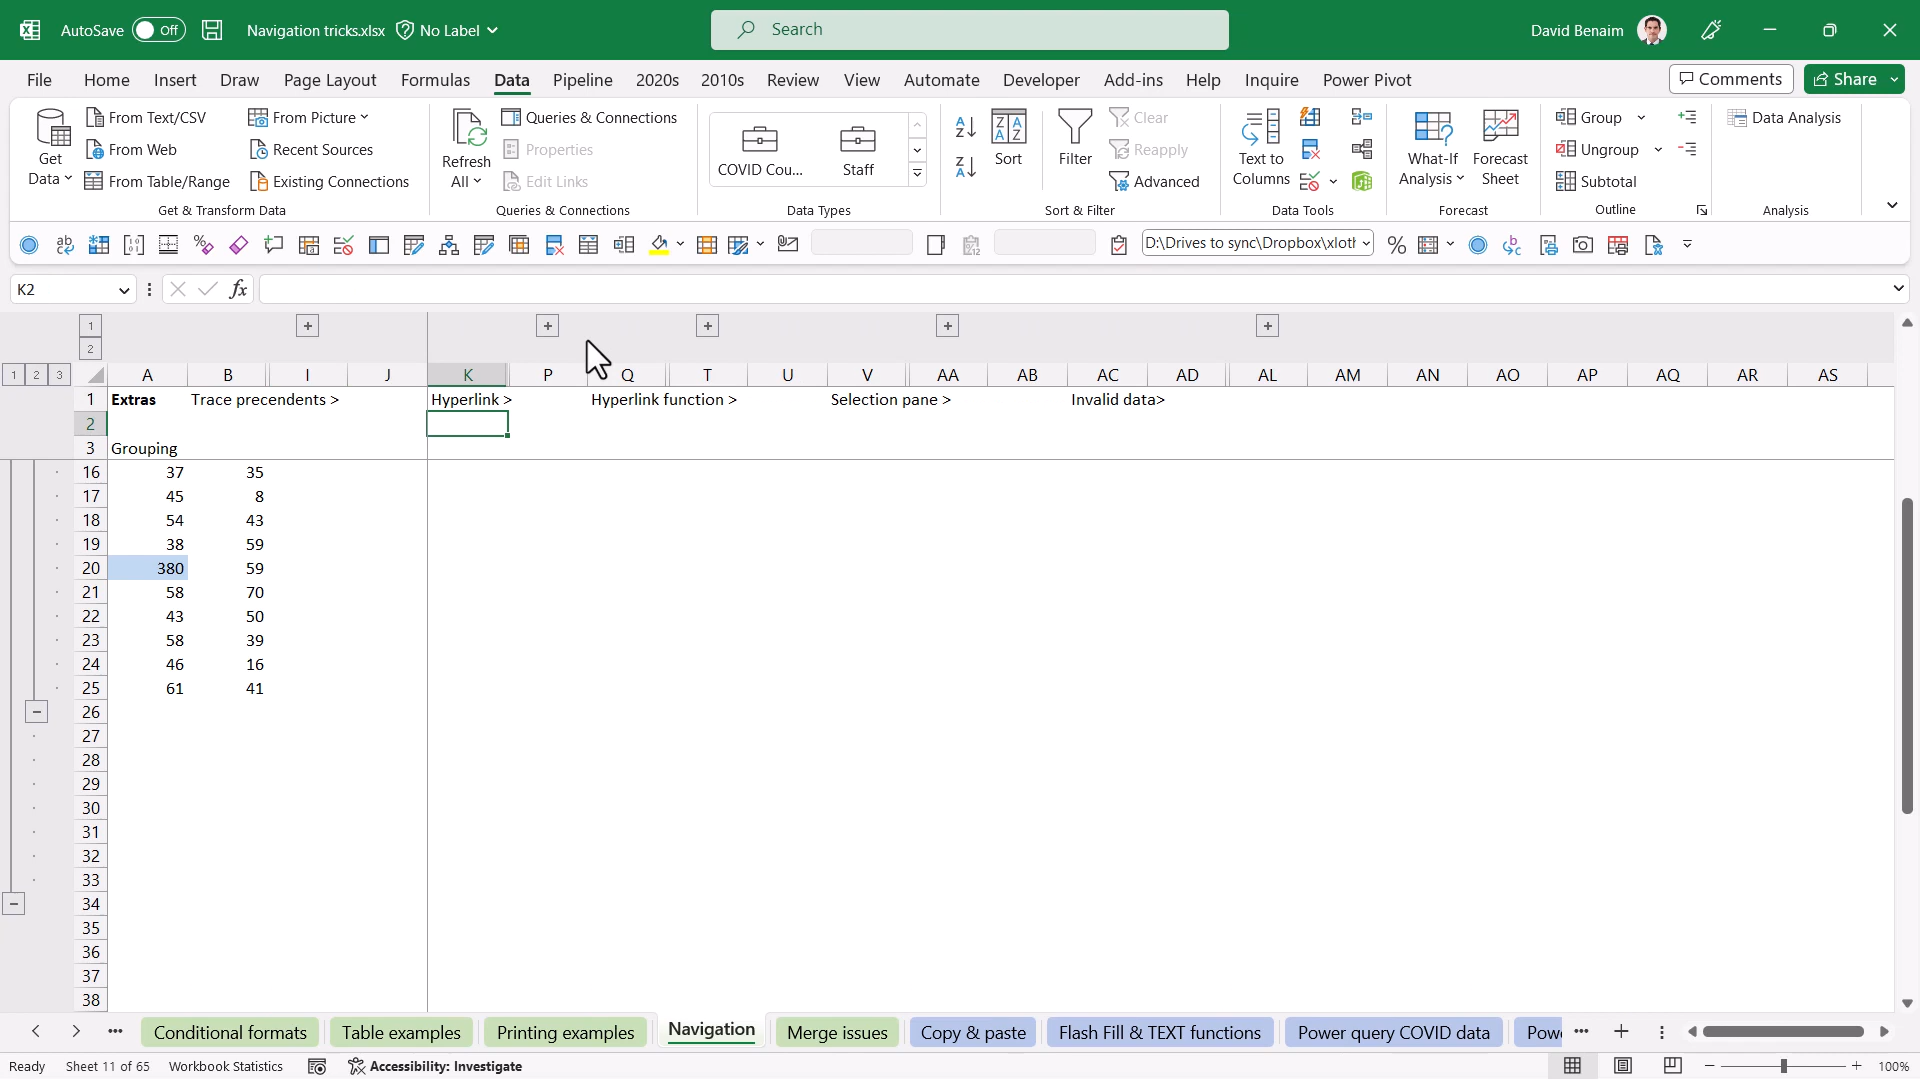 AutoSave Off Navigation tricks.xlsx No Label Search David Benaim
File Home Insert Draw Page Layout Formulas Data Pipeline 2020s 2010s Review View Automate Developer Add-ins Help Inquire Power Pivot Comments Share
Get Data
From Text/CSV
From Web
From Table/Range
From Picture
Recent Sources
Existing Connections
Get & Transform Data
Refresh All
Queries & Connections
Properties
Edit Links
Queries & Connections
COVID Cou... Staff
Data Types
Sort
Filter
Clear
Reapply
Advanced
Sort & Filter
Text to Columns
Data Tools
What-If Analysis
Forecast Sheet
Forecast
Group
Ungroup
Subtotal
Outline
Data Analysis
Analysis
D:\Drives to sync\Dropbox\xlotl
K2 fx
1
2
1 2 3 A B I J K P Q T U V AA AB AC AD AL AM AN AO AP AQ AR AS
1 Extras Trace precendents > Hyperlink > Hyperlink function > Selection pane > Invalid data>
2
3 Grouping
16 37 35
17 45 8
18 54 43
19 38 59
20 380 59
21 58 70
22 43 50
23 58 39
24 46 16
25 61 41
26
27
28
29
30
31
32
33
34
35
36
37
38
Conditional formats Table examples Printing examples Navigation Merge issues Copy & paste Flash Fill & TEXT functions Power query COVID data Pow
Ready Sheet 11 of 65 Workbook Statistics Accessibility: Investigate 100%